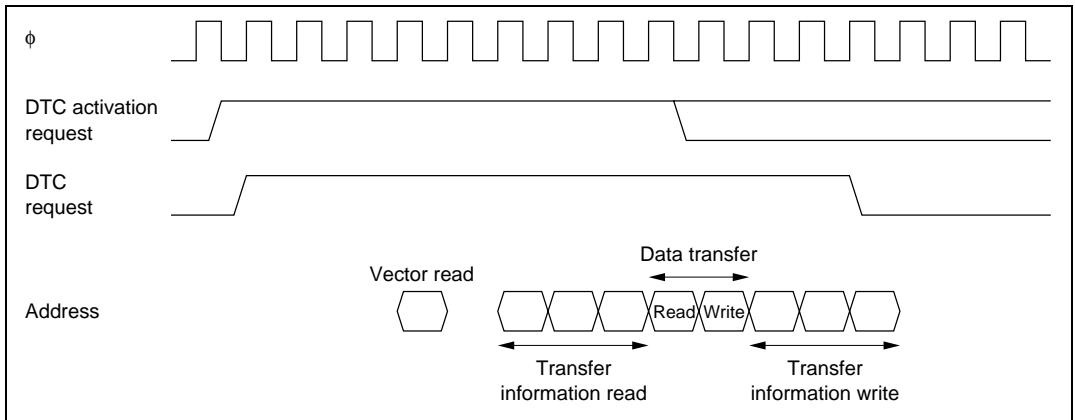 ϕ
DTC activation
request
DTC
request
Data transfer
Vector read
Address
Read Write
Transfer
information read
Transfer
information write